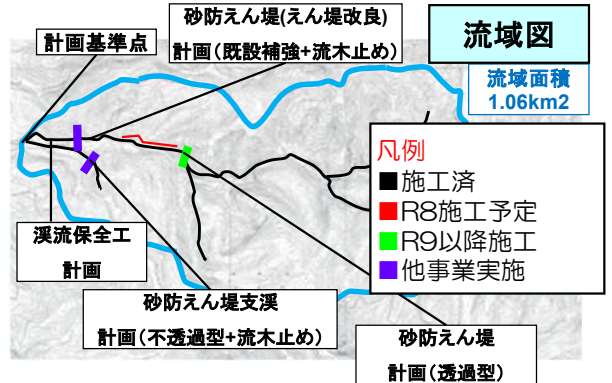 砂防えん堤(えん堤改良)
計画(既設補強+流木止め)
計画基準点
流域図
流域面積
1.06km2
凡例
施工済
R8施工予定
R9以降施工
他事業実施
渓流保全工
計画
砂防えん堤支渓
計画(不透過型+流木止め)
砂防えん堤
計画(透過型)